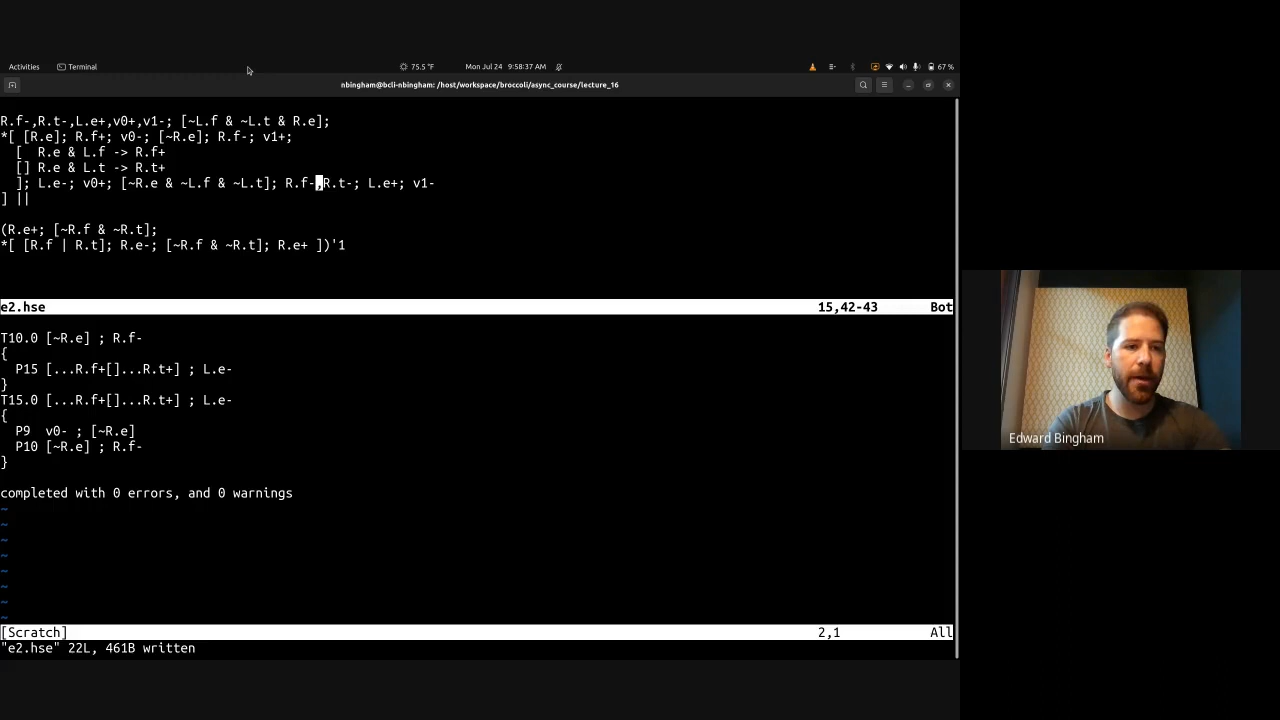 Activities Terminal 75.5 °F Mon Jul 24 9:58:37 AM 67 %
nbingham@bcli-nbingham: /host/workspace/broccoli/async_course/lecture_16
R.f-,R.t-,L.e+,v0+,v1-; [~L.f & ~L.t & R.e];
*[ [R.e]; R.f+; v0-; [~R.e]; R.f-; v1+;
[ R.e & L.f -> R.f+
[] R.e & L.t -> R.t+
]; L.e-; v0+; [~R.e & ~L.f & ~L.t]; R.f-,R.t-; L.e+; v1-
] ||
(R.e+; [~R.f & ~R.t];
*[ [R.f | R.t]; R.e-; [~R.f & ~R.t]; R.e+ ])'1
e2.hse 15,42-43 Bot
T10.0 [~R.e] ; R.f-
{
P15 [...R.f+[]...R.t+] ; L.e-
}
T15.0 [...R.f+[]...R.t+] ; L.e-
{
P9 v0- ; [~R.e]
P10 [~R.e] ; R.f-
}
completed with 0 errors, and 0 warnings
~
~
~
~
~
~
~
~
[Scratch] 2,1 All
"e2.hse" 22L, 461B written
Edward Bingham